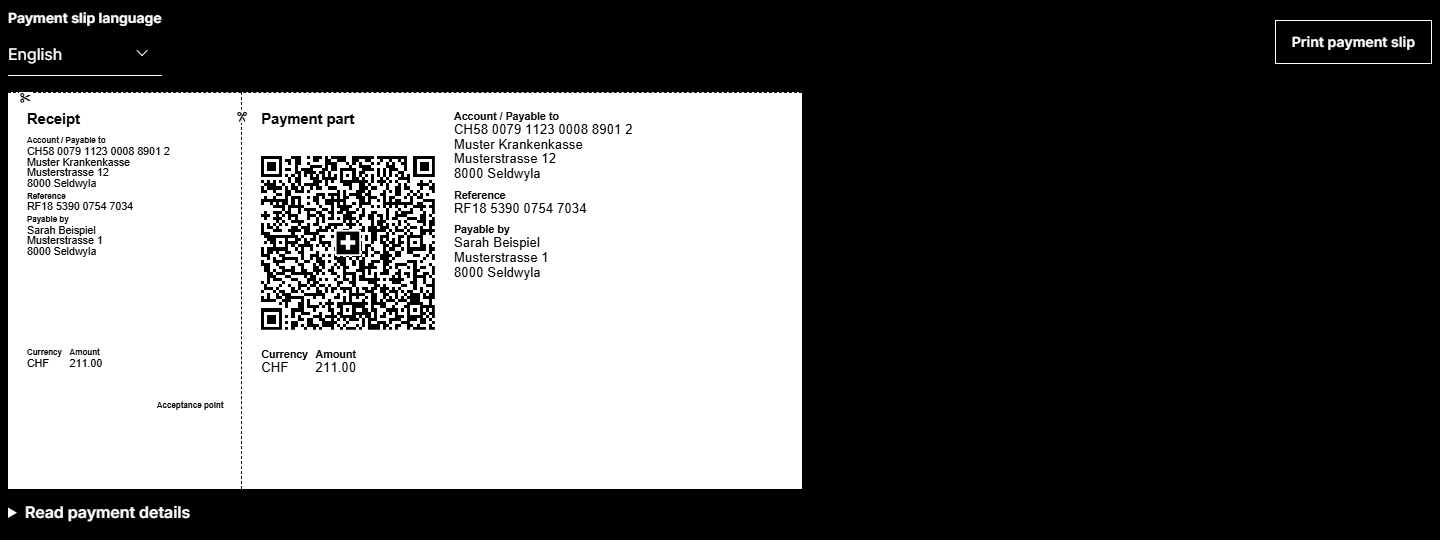 Payment slip language
English
Print payment slip
Receipt
Account / Payable to
CH58 0079 1123 0008 8901 2
Muster Krankenkasse
Musterstrasse 12
8000 Seldwyla
Reference
RF18 5390 0754 7034
Payable by
Sarah Beispiel
Musterstrasse 1
8000 Seldwyla
Currency Amount
CHF 211.00
Acceptance point
Payment part
Currency Amount
CHF 211.00
Account / Payable to
CH58 0079 1123 0008 8901 2
Muster Krankenkasse
Musterstrasse 12
8000 Seldwyla
Reference
RF18 5390 0754 7034
Payable by
Sarah Beispiel
Musterstrasse 1
8000 Seldwyla
Read payment details